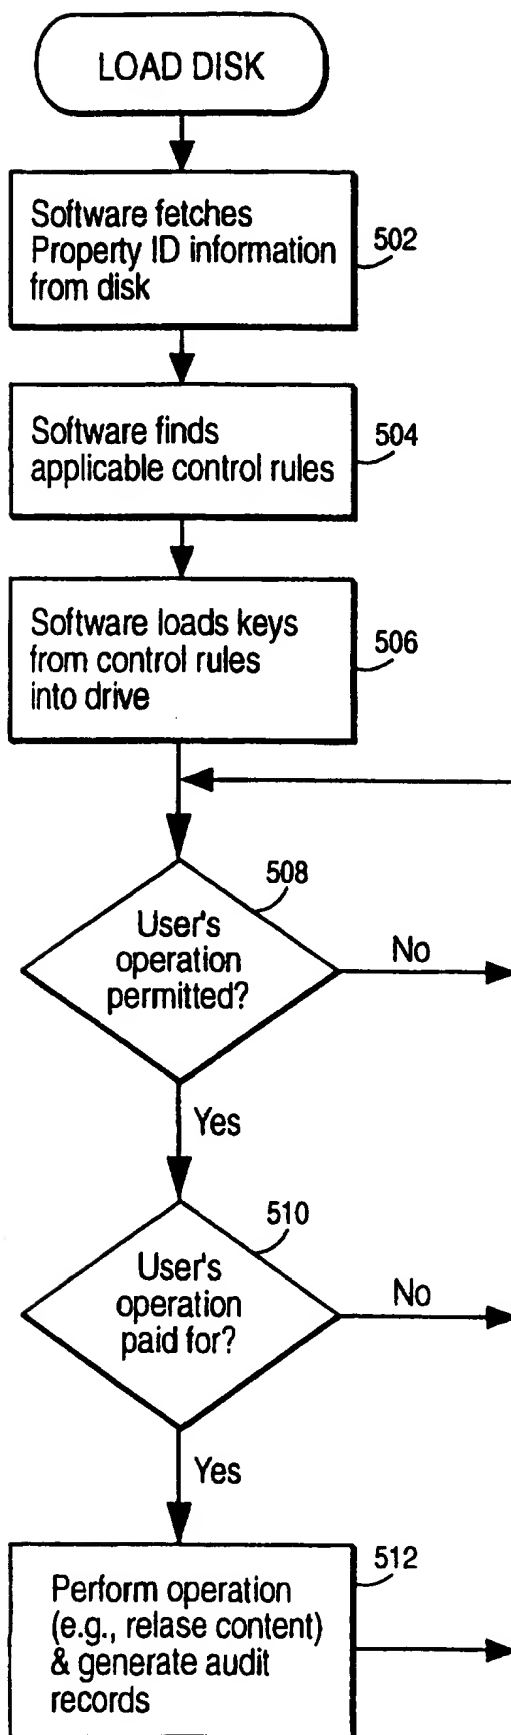 LOAD DISK
Software fetches
Property ID information
from disk
502
Software finds
applicable control rules
504
Software loads keys
from control rules
into drive
506
508
User's
operation
permitted?
No
Yes
510
User's
operation
paid for?
No
Yes
512
Perform operation
(e.g., relase content)
& generate audit
records